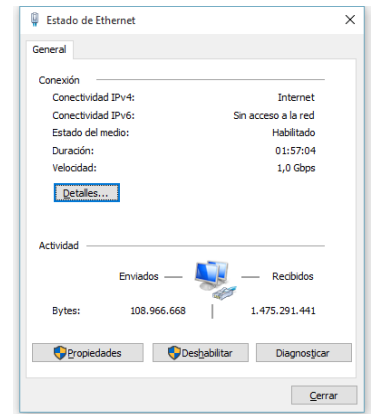 Estado de Ethernet
General
Conexión
Conectividad IPv4: Internet
Conectividad IPv6: Sin acceso a la red
Estado del medio: Habilitado
Duración: 01:57:04
Velocidad: 1,0 Gbps
Detalles...
Actividad
Enviados — Recibidos
Bytes: 108.966.668 | 1.475.291.441
Propiedades Deshabilitar Diagnosticar
Cerrar